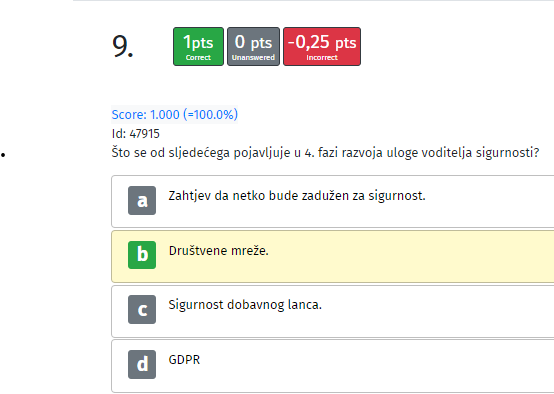 9.
1pts
Correct
0 pts
Unanswered
-0,25 pts
Incorrect
Score: 1.000 (=100.0%)
Id: 47915
Što se od sljedećega pojavljuje u 4. fazi razvoja uloge voditelja sigurnosti?
a Zahtjev da netko bude zadužen za sigurnost.
b Društvene mreže.
c Sigurnost dobavnog lanca.
d GDPR